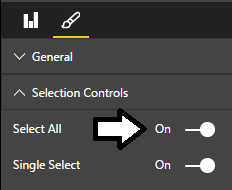 General
Selection Controls
Select All On
Single Select On